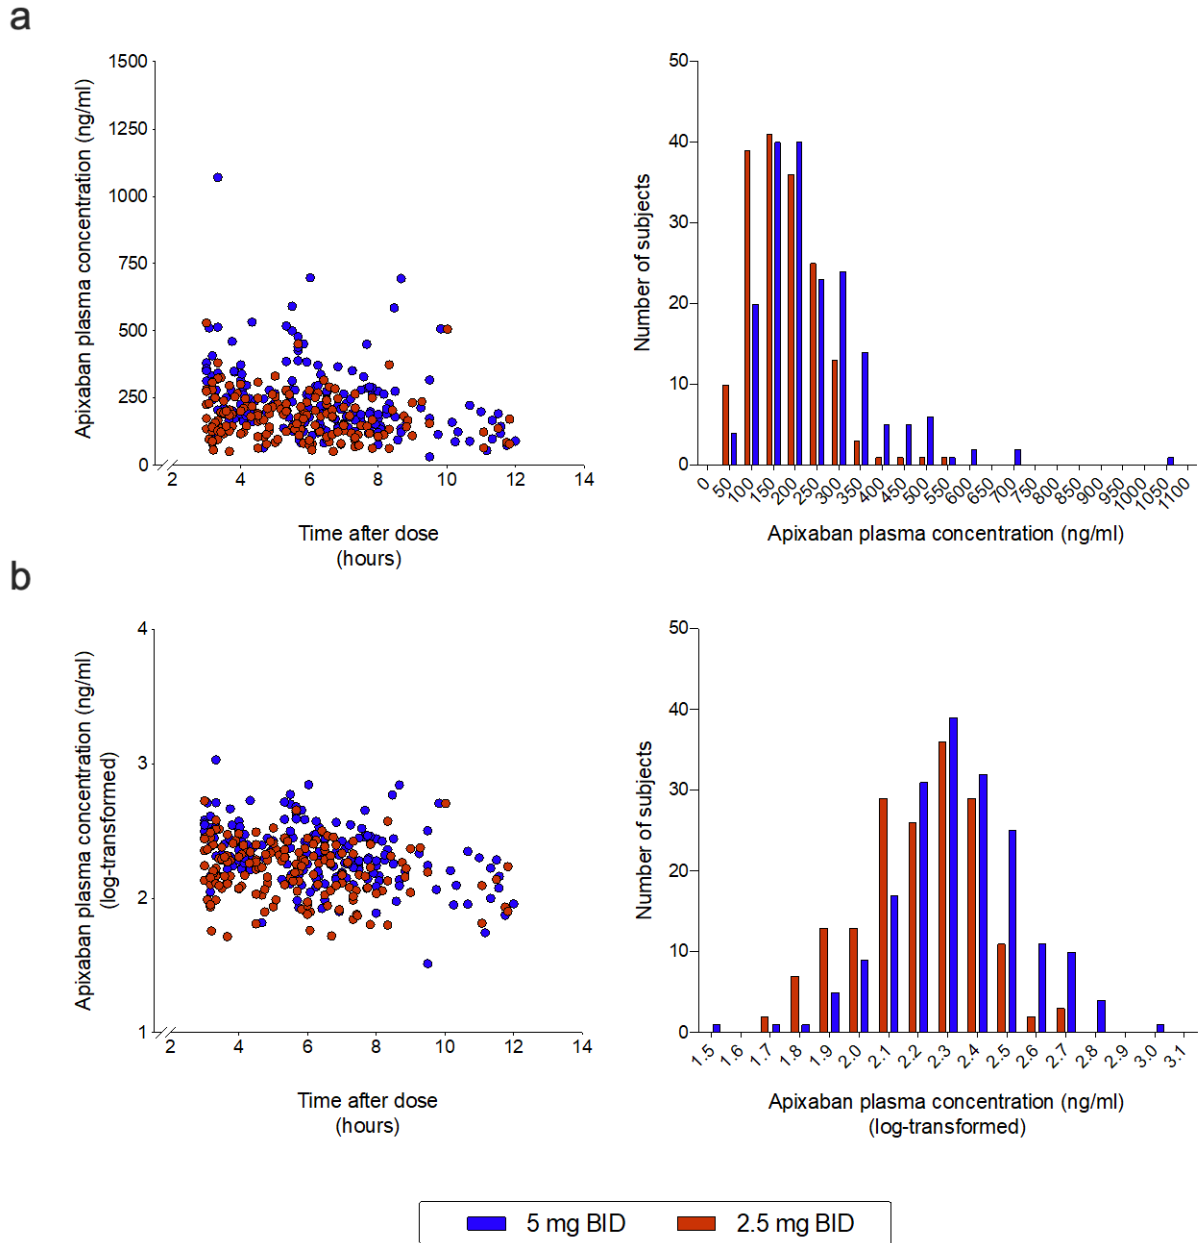 a
Apixaban plasma concentration (ng/ml)
1500
1250
1000
750
500
250
0
2 4 6 8 10 12 14
Time after dose
(hours)
Number of subjects
50
40
30
20
10
0
0 50 100 150 200 250 300 350 400 450 500 550 600 650 700 750 800 850 900 950 1000 1050 1100
Apixaban plasma concentration (ng/ml)
b
Apixaban plasma concentration (ng/ml)
(log-transformed)
4
3
2
1
2 4 6 8 10 12 14
Time after dose
(hours)
Number of subjects
50
40
30
20
10
0
1.5 1.6 1.7 1.8 1.9 2.0 2.1 2.2 2.3 2.4 2.5 2.6 2.7 2.8 2.9 3.0 3.1
Apixaban plasma concentration (ng/ml)
(log-transformed)
5 mg BID 2.5 mg BID